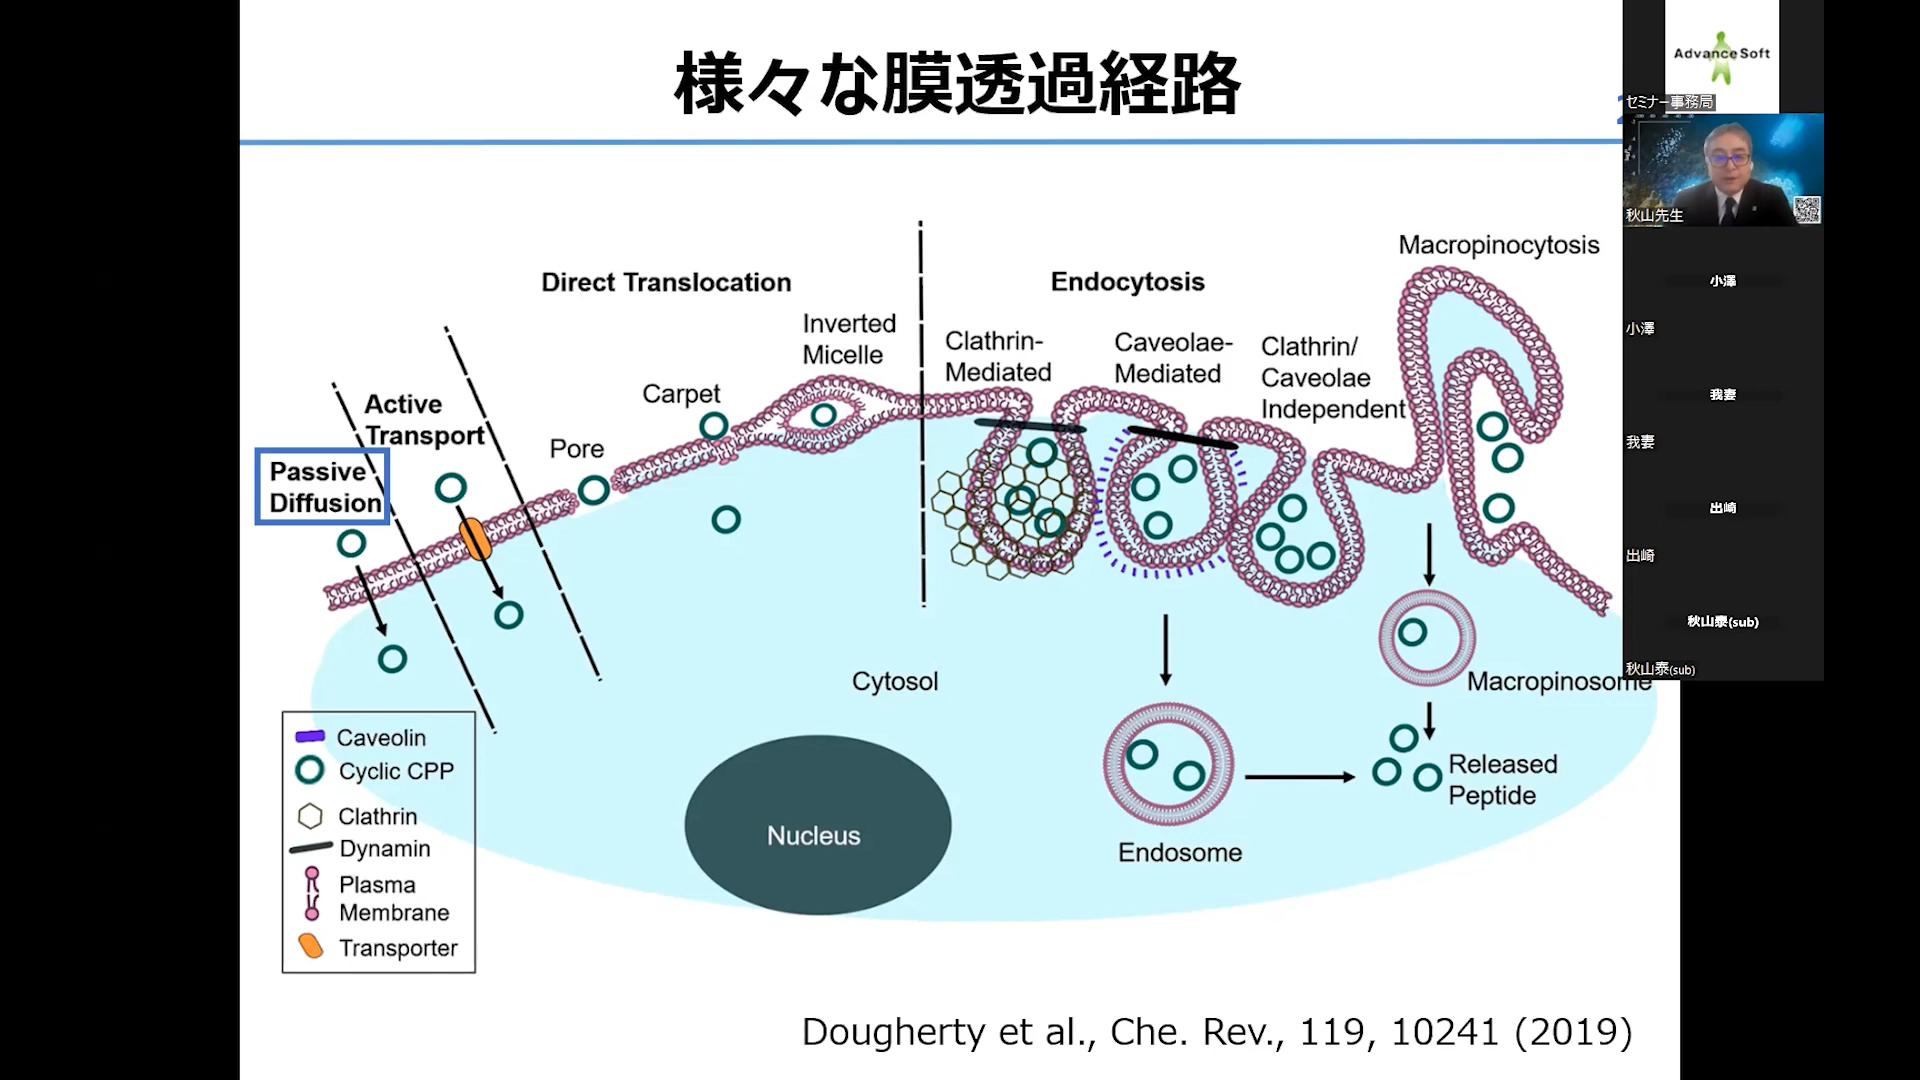 様々な膜透過経路
Direct Translocation
Endocytosis
Macropinocytosis
Inverted
Micelle
Clathrin-
Mediated
Caveolae-
Mediated
Clathrin/
Caveolae
Independent
Carpet
Active
Transport
Pore
Passive
Diffusion
Cytosol
Macropinosome
Nucleus
Endosome
Released
Peptide
Caveolin
Cyclic CPP
Clathrin
Dynamin
Plasma
Membrane
Transporter
Dougherty et al., Che. Rev., 119, 10241 (2019)
AdvanceSoft
セミナー事務局
秋山先生
小澤
小澤
我妻
我妻
出崎
出崎
秋山泰(sub)
秋山泰(sub)